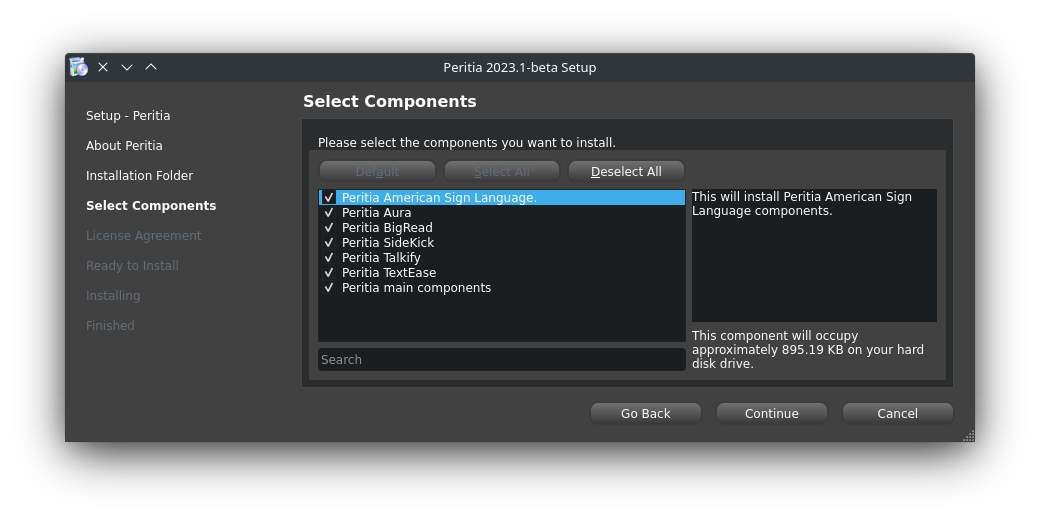 Peritia 2023.1-beta Setup
Setup - Peritia
About Peritia
Installation Folder
Select Components
License Agreement
Ready to Install
Installing
Finished
Select Components
Please select the components you want to install.
Default
Select All
Deselect All
Peritia American Sign Language.
Peritia Aura
Peritia BigRead
Peritia SideKick
Peritia Talkify
Peritia TextEase
Peritia main components
Search
This will install Peritia American Sign
Language components.
This component will occupy
approximately 895.19 KB on your hard
disk drive.
Go Back
Continue
Cancel